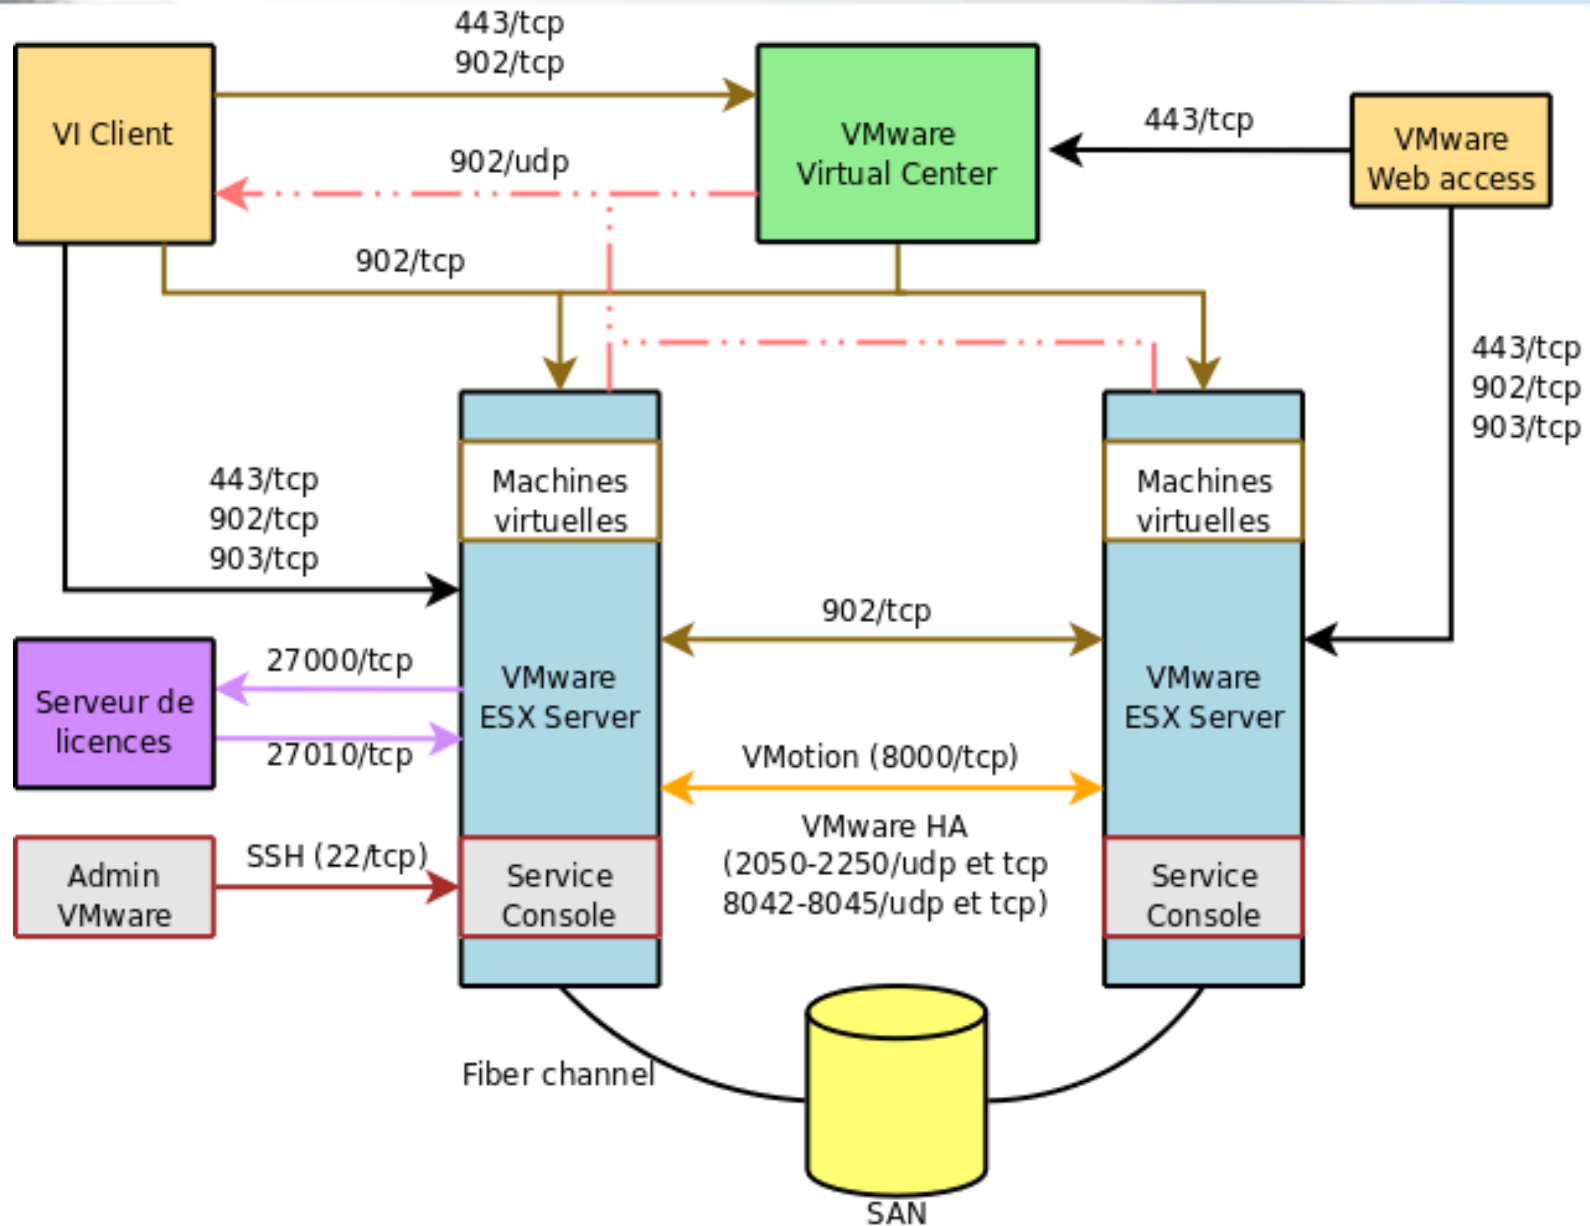 443/tcp
902/tcp
VI Client
VMware
Virtual Center
443/tcp
VMware
Web access
902/udp
902/tcp
443/tcp
902/tcp
903/tcp
Machines
virtuelles
Machines
virtuelles
443/tcp
902/tcp
903/tcp
902/tcp
27000/tcp
Serveur de
licences
27010/tcp
VMware
ESX Server
VMware
ESX Server
VMotion (8000/tcp)
VMware HA
(2050-2250/udp et tcp
8042-8045/udp et tcp)
Admin
VMware
SSH (22/tcp)
Service
Console
Service
Console
Fiber channel
SAN